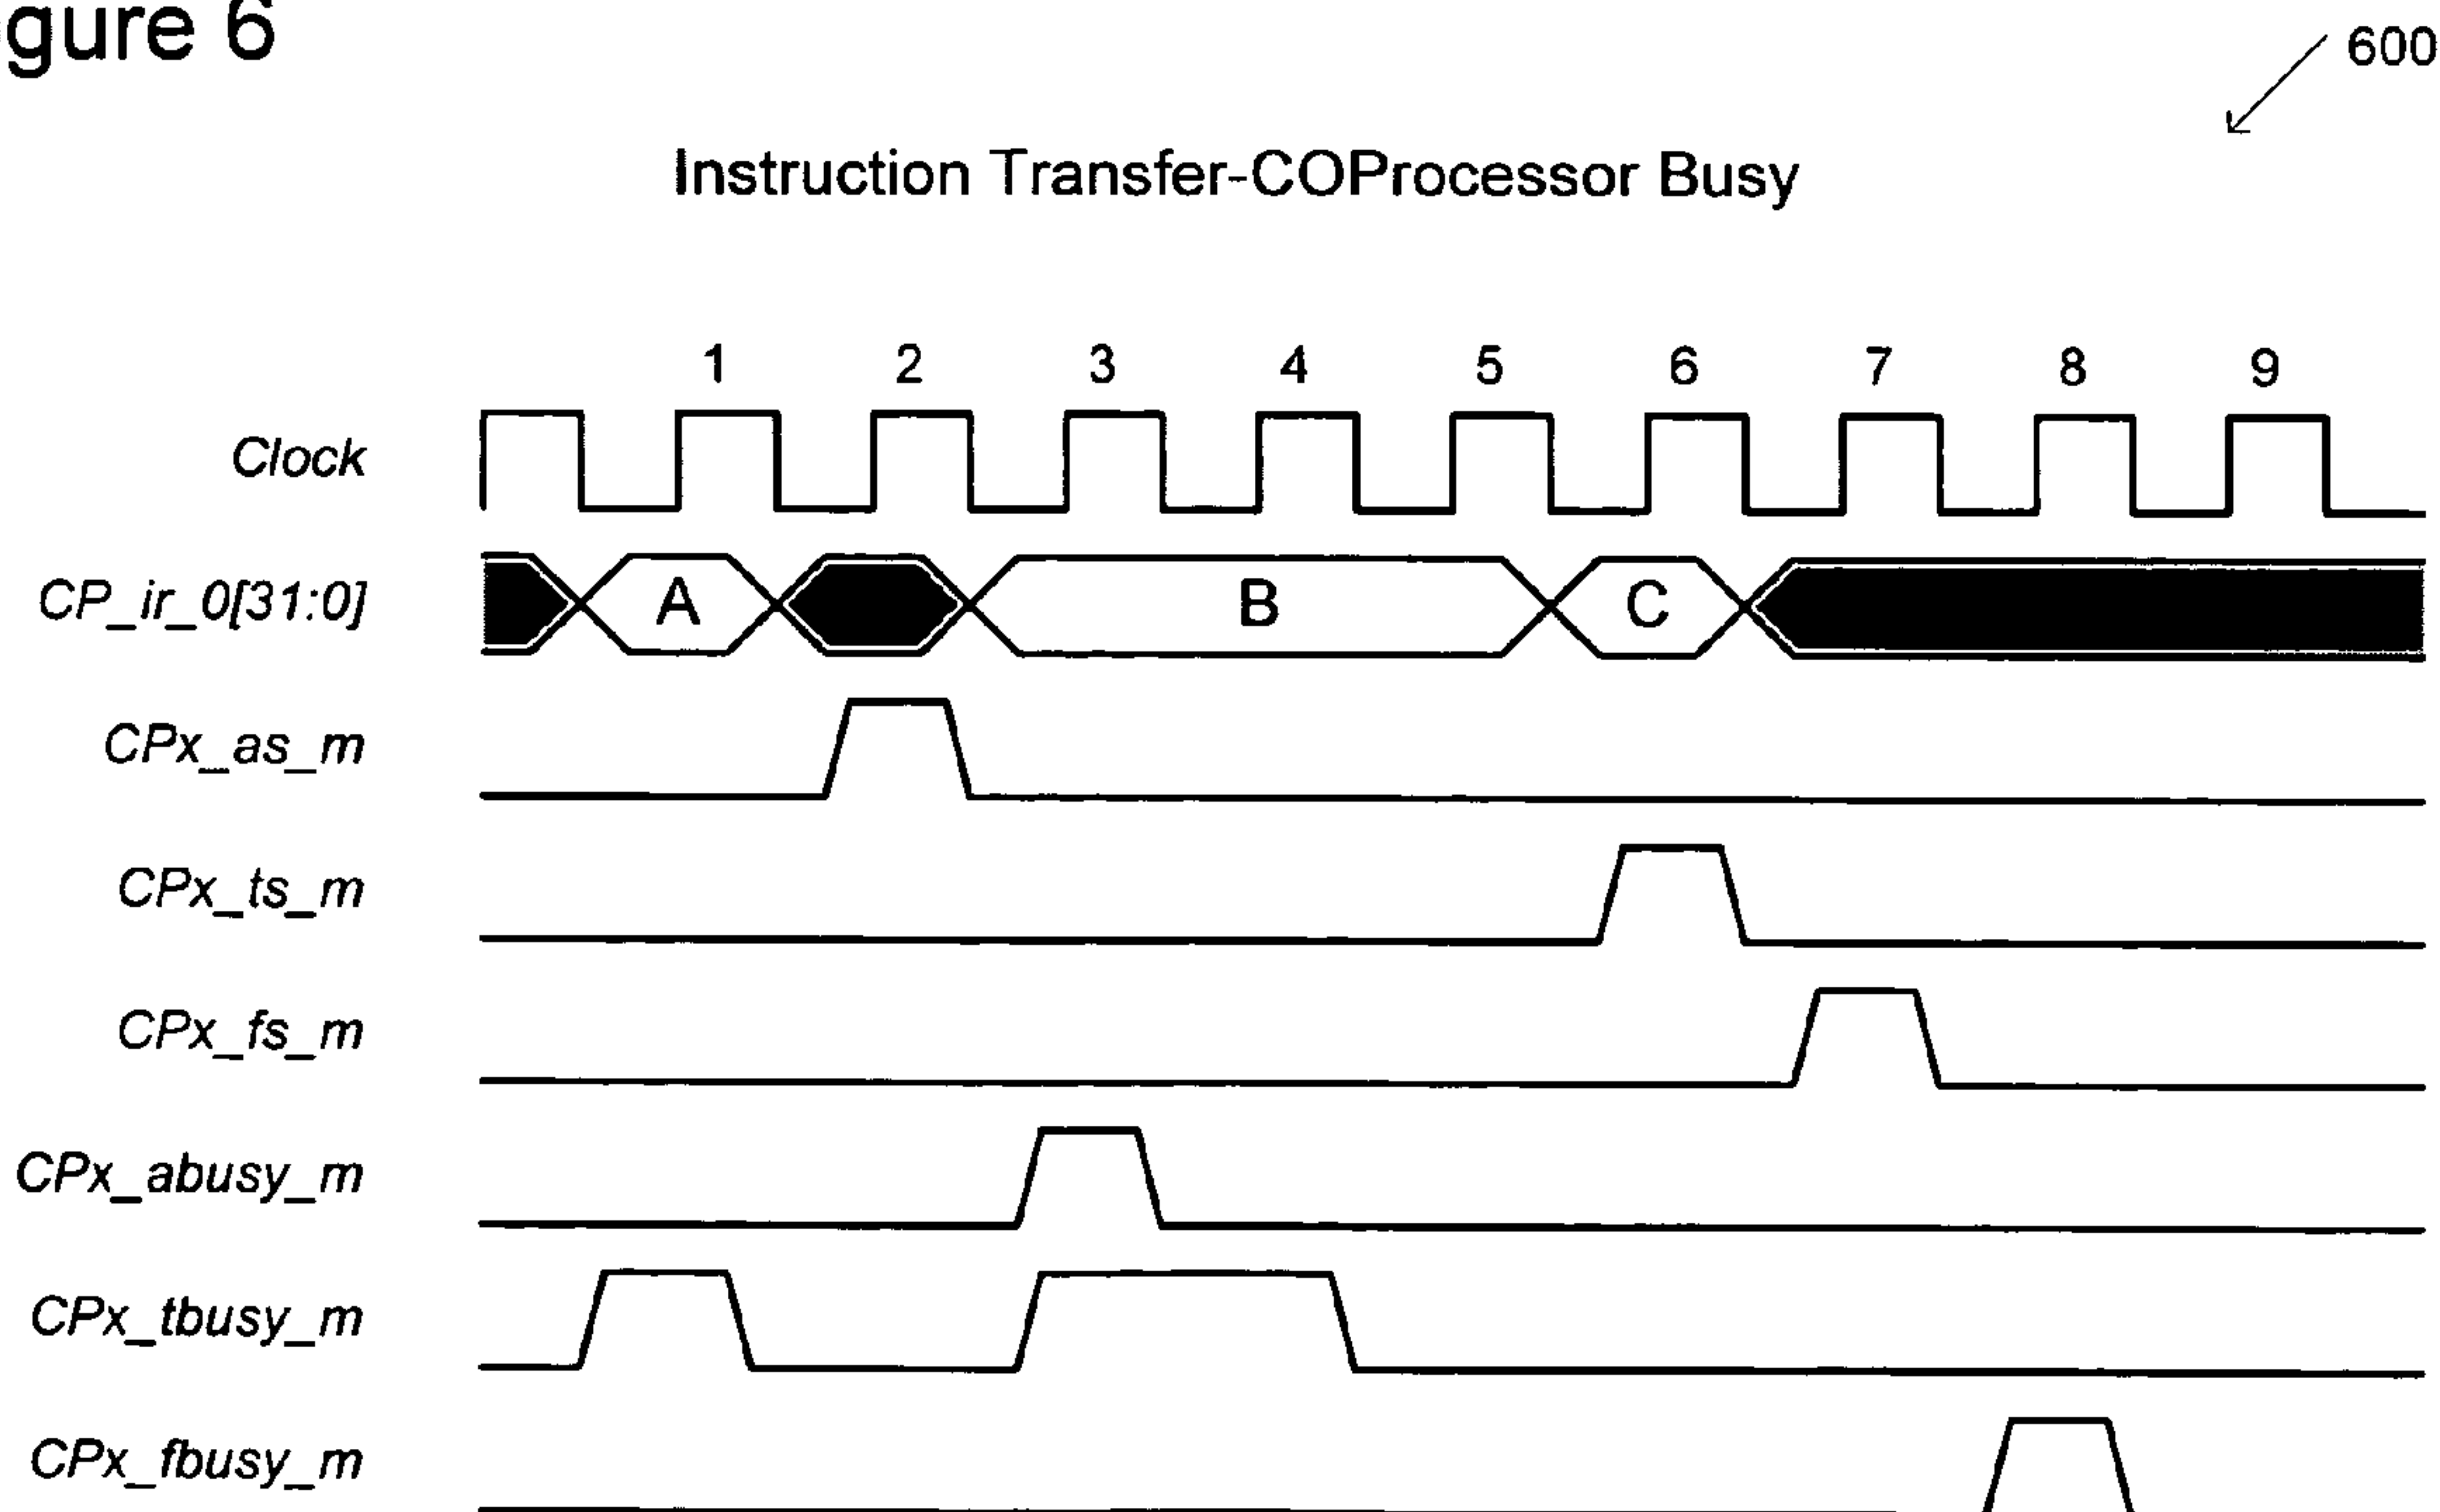 gure 6
600
Instruction Transfer-COProcessor Busy
1 2 3 4 5 6 7 8 9
Clock
CP_ir_0[31:0]
A B C
CPx_as_m
CPx_ts_m
CPx_fs_m
CPx_abusy_m
CPx_tbusy_m
CPx_fbusy_m